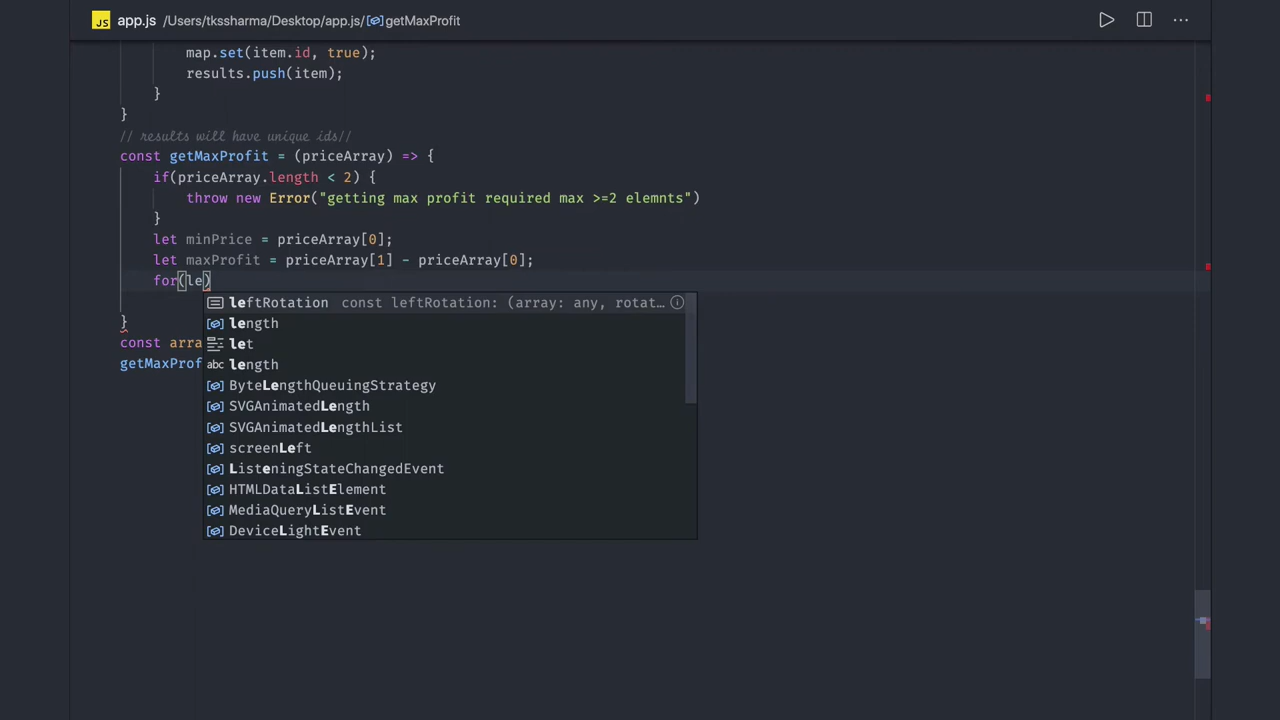 JS app.js /Users/tkssharma/Desktop/app.js/getMaxProfit
map.set(item.id, true);
results.push(item);
}
}
// results will have unique ids//
const getMaxProfit = (priceArray) => {
if(priceArray.length < 2) {
throw new Error("getting max profit required max >=2 elemnts")
}
let minPrice = priceArray[0];
let maxProfit = priceArray[1] - priceArray[0];
for(le)
leftRotation const leftRotation: (array: any, rotat…
length
let
abc length
ByteLengthQueuingStrategy
SVGAnimatedLength
SVGAnimatedLengthList
screenLeft
ListeningStateChangedEvent
HTMLDataListElement
MediaQueryListEvent
DeviceLightEvent
}
const arra
getMaxProf